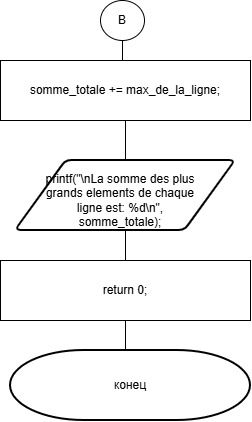 B
somme_totale += max_de_la_ligne;
printf("\nLa somme des plus
grands elements de chaque
ligne est: %d\n",
somme_totale);
return 0;
конец